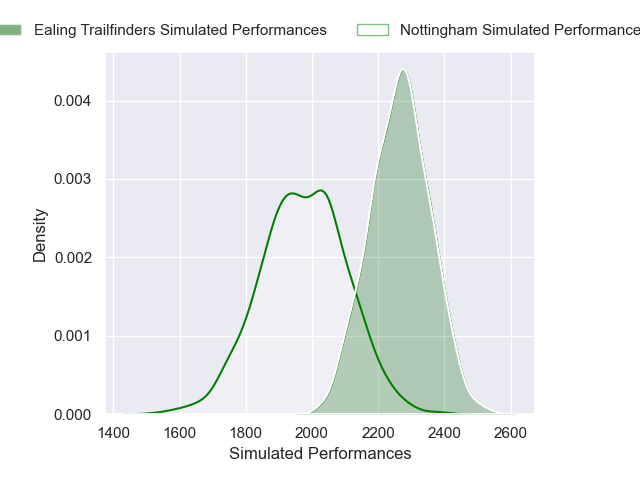 Ealing Trailfinders Simulated Performances
Nottingham Simulated Performance
0.004
0.003
0.002
0.001
0.000
Density
1400 1600 1800 2000 2200 2400 2600
Simulated Performances